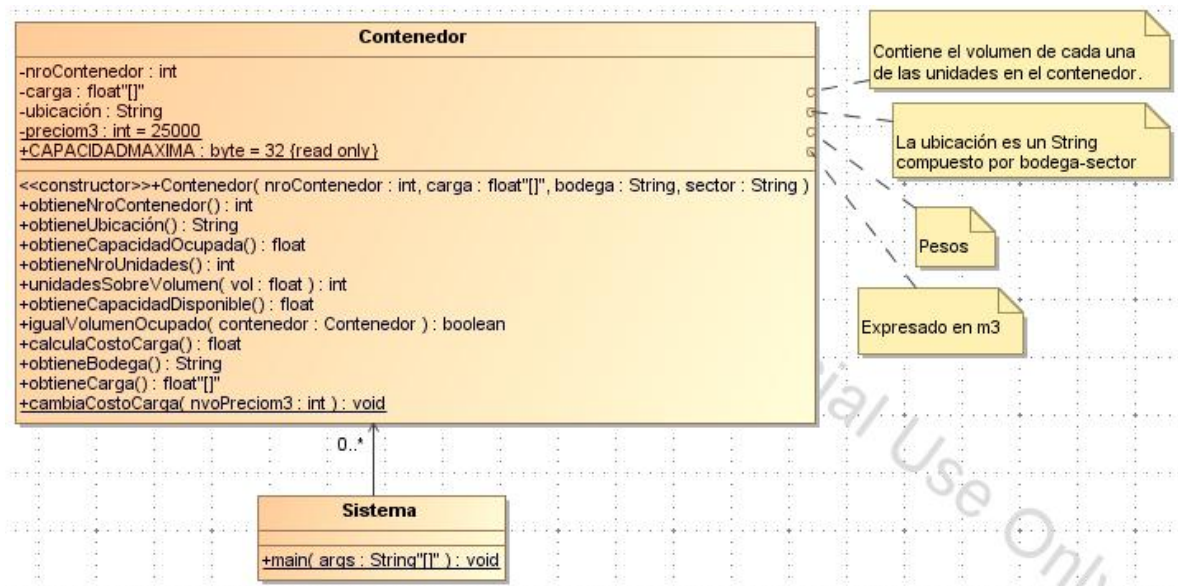 Contenedor
-nroContenedor : int
-carga : float"[]"
-ubicación : String
-preciom3 : int = 25000
+CAPACIDADMAXIMA : byte = 32 {read only}
<<constructor>>+Contenedor( nroContenedor : int, carga : float"[]", bodega : String, sector : String )
+obtieneNroContenedor() : int
+obtieneUbicación() : String
+obtieneCapacidadOcupada() : float
+obtieneNroUnidades() : int
+unidadesSobreVolumen( vol : float ) : int
+obtieneCapacidadDisponible() : float
+igualVolumenOcupado( contenedor : Contenedor ) : boolean
+calculaCostoCarga() : float
+obtieneBodega() : String
+obtieneCarga() : float"[]"
+cambiaCostoCarga( nvoPreciom3 : int ) : void
Contiene el volumen de cada una
de las unidades en el contenedor.
La ubicación es un String
compuesto por bodega-sector
Pesos
Expresado en m3
0..*
Sistema
+main( args : String"[]" ) : void
Use